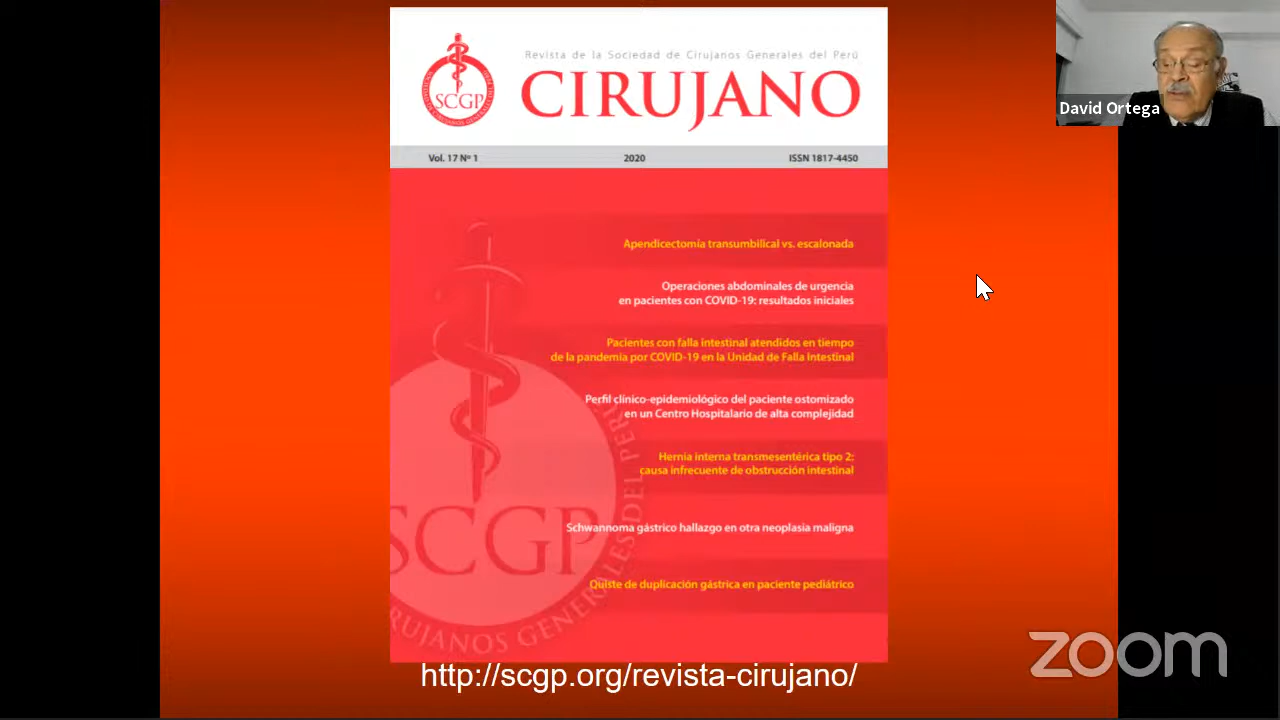 Revista de la Sociedad de Cirujanos Generales del Perú
SCGP
CIRUJANO
David Ortega
Vol. 17 Nº 1
2020
ISSN 1817-4450
Apendicectomía transumbilical vs. escalonada
Operaciones abdominales de urgencia
en pacientes con COVID-19: resultados iniciales
Pacientes con falla intestinal atendidos en tiempo
de la pandemia por COVID-19 en la Unidad de Falla Intestinal
Perfil clínico-epidemiológico del paciente ostomizado
en un Centro Hospitalario de alta complejidad
Hernia interna transmesentérica tipo 2:
causa infrecuente de obstrucción intestinal
Schwannoma gástrico hallazgo en otra neoplasia maligna
Quiste de duplicación gástrica en paciente pediátrico
SCGP
RUJANOS GENERALES DEL PERÚ
zoom
http://scgp.org/revista-cirujano/